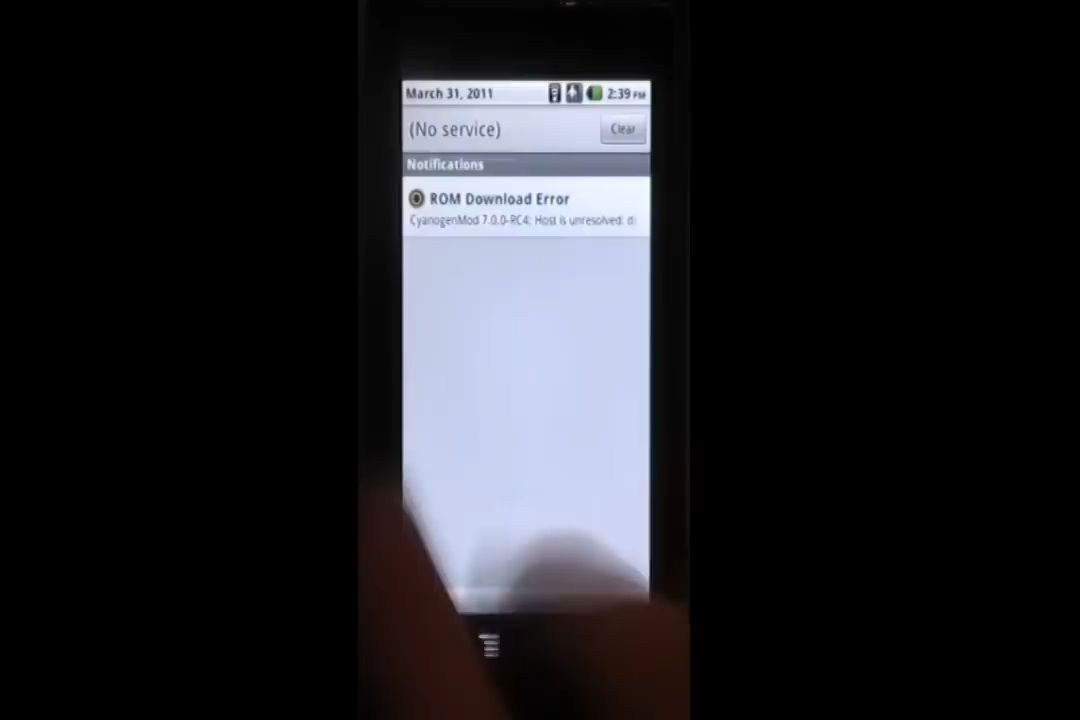 March 31, 2011 2:39 PM
(No service) Clear
Notifications
ROM Download Error
CyanogenMod 7.0.0-RC4: Host is unresolved: d